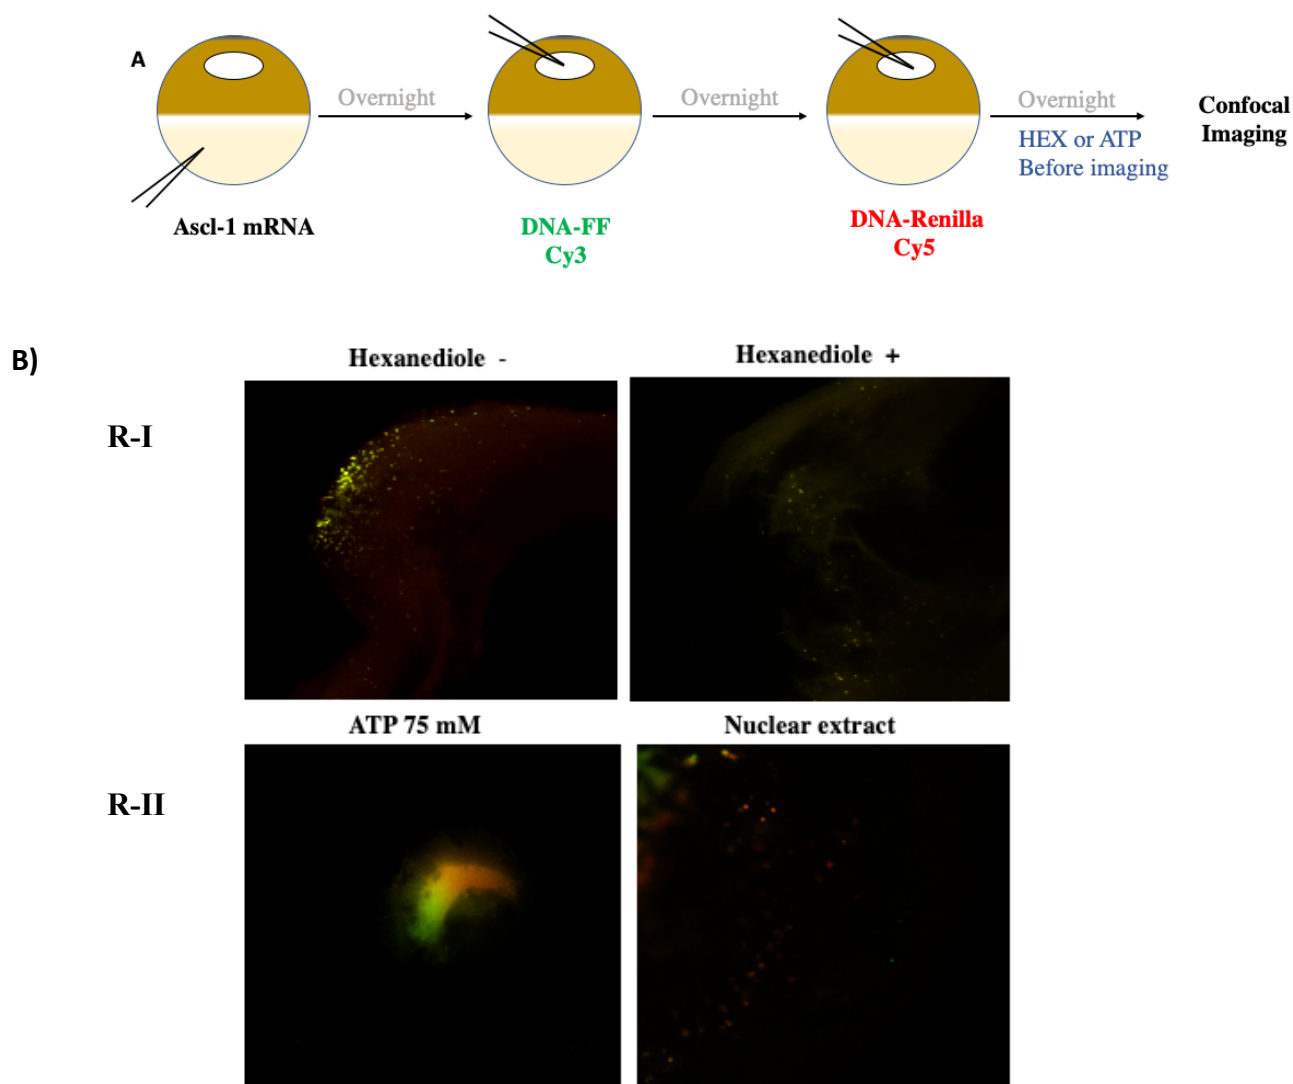 A
Overnight
Overnight
Overnight
HEX or ATP
Before imaging
Confocal
Imaging
Ascl-1 mRNA
DNA-FF
Cy3
DNA-Renilla
Cy5
B)
Hexanediole -
Hexanediole +
R-I
ATP 75 mM
Nuclear extract
R-II